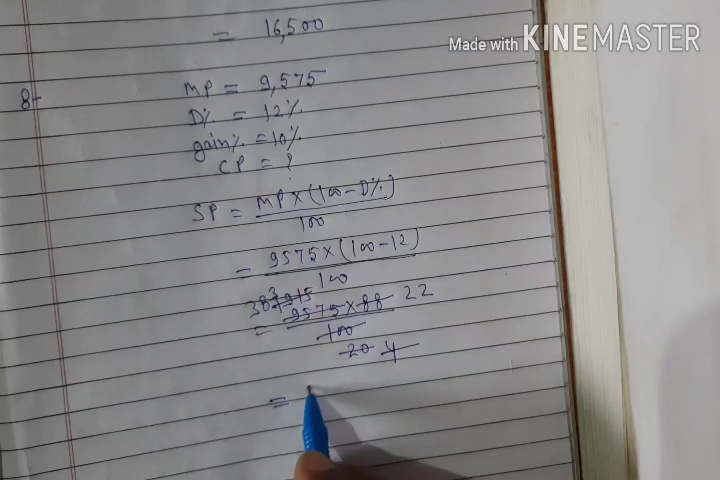 = 16,500
Made with KINEMASTER
8- MP = 9,575
D% = 12%
gain% = 10%
CP = ?
SP = MP × (100 - D%)
100
= 9575 × (100 - 12)
100
383 1915
= 9575 × 88 22
100
20 4
=